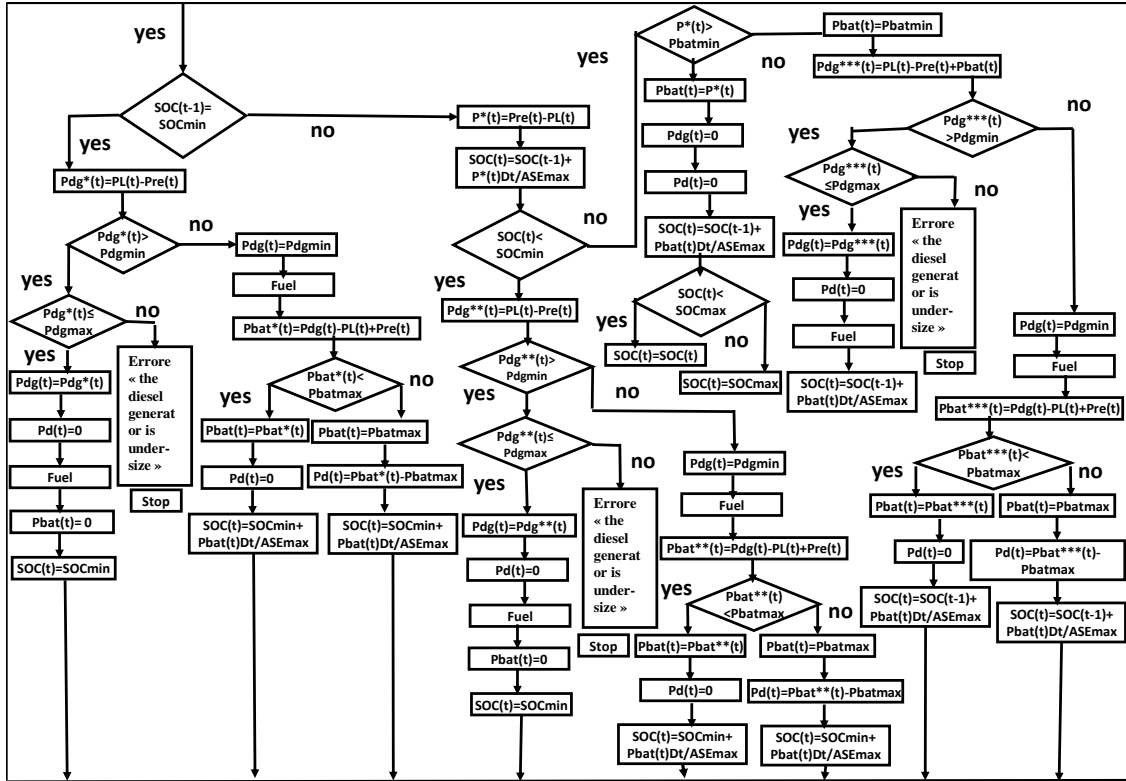 yes
SOC(t-1)=
SOCmin
yes
no
Pdg*(t)=PL(t)-Pre(t)
Pdg*(t)>
Pdgmin
no
yes
Pdg*(t)≤
Pdgmax
no
yes
Pdg(t)=Pdg*(t)
Pd(t)=0
Fuel
Pbat(t)= 0
SOC(t)=SOCmin
Errore
« the
diesel
generat
or is
under-
size »
Stop
Pdg(t)=Pdgmin
Fuel
Pbat*(t)=Pdg(t)-PL(t)+Pre(t)
Pbat*(t)<
Pbatmax
yes
no
Pbat(t)=Pbat*(t)
Pd(t)=0
SOC(t)=SOCmin+
Pbat(t)Dt/ASEmax
Pbat(t)=Pbatmax
Pd(t)=Pbat*(t)-Pbatmax
SOC(t)=SOCmin+
Pbat(t)Dt/ASEmax
P*(t)=Pre(t)-PL(t)
SOC(t)=SOC(t-1)+
P*(t)Dt/ASEmax
SOC(t)<
SOCmin
no
yes
Pdg**(t)=PL(t)-Pre(t)
Pdg**(t)>
Pdgmin
yes
no
Pdg**(t)≤
Pdgmax
no
yes
Pdg(t)=Pdg**(t)
Pd(t)=0
Fuel
Pbat(t)=0
SOC(t)=SOCmin
Errore
« the
diesel
generat
or is
under-
size »
Stop
Pdg(t)=Pdgmin
Fuel
Pbat**(t)=Pdg(t)-PL(t)+Pre(t)
yes
Pbat**(t)
<Pbatmax
no
Pbat(t)=Pbat**(t)
Pd(t)=0
SOC(t)=SOCmin+
Pbat(t)Dt/ASEmax
Pbat(t)=Pbatmax
Pd(t)=Pbat**(t)-Pbatmax
SOC(t)=SOCmin+
Pbat(t)Dt/ASEmax
P*(t)>
Pbatmin
yes
no
Pbat(t)=P*(t)
Pdg(t)=0
Pd(t)=0
SOC(t)=SOC(t-1)+
Pbat(t)Dt/ASEmax
SOC(t)<
SOCmax
yes
no
SOC(t)=SOC(t)
SOC(t)=SOCmax
Pbat(t)=Pbatmin
Pdg***(t)=PL(t)-Pre(t)+Pbat(t)
Pdg***(t)
>Pdgmin
yes
no
Pdg***(t)
≤Pdgmax
yes
no
Pdg(t)=Pdg***(t)
Pd(t)=0
Fuel
SOC(t)=SOC(t-1)+
Pbat(t)Dt/ASEmax
Errore
« the
diesel
generat
or is
under-
size »
Stop
Pdg(t)=Pdgmin
Fuel
Pbat***(t)=Pdg(t)-PL(t)+Pre(t)
Pbat***(t)<
Pbatmax
yes
no
Pbat(t)=Pbat***(t)
Pd(t)=0
SOC(t)=SOC(t-1)+
Pbat(t)Dt/ASEmax
Pbat(t)=Pbatmax
Pd(t)=Pbat***(t)-
Pbatmax
SOC(t)=SOC(t-1)+
Pbat(t)Dt/ASEmax